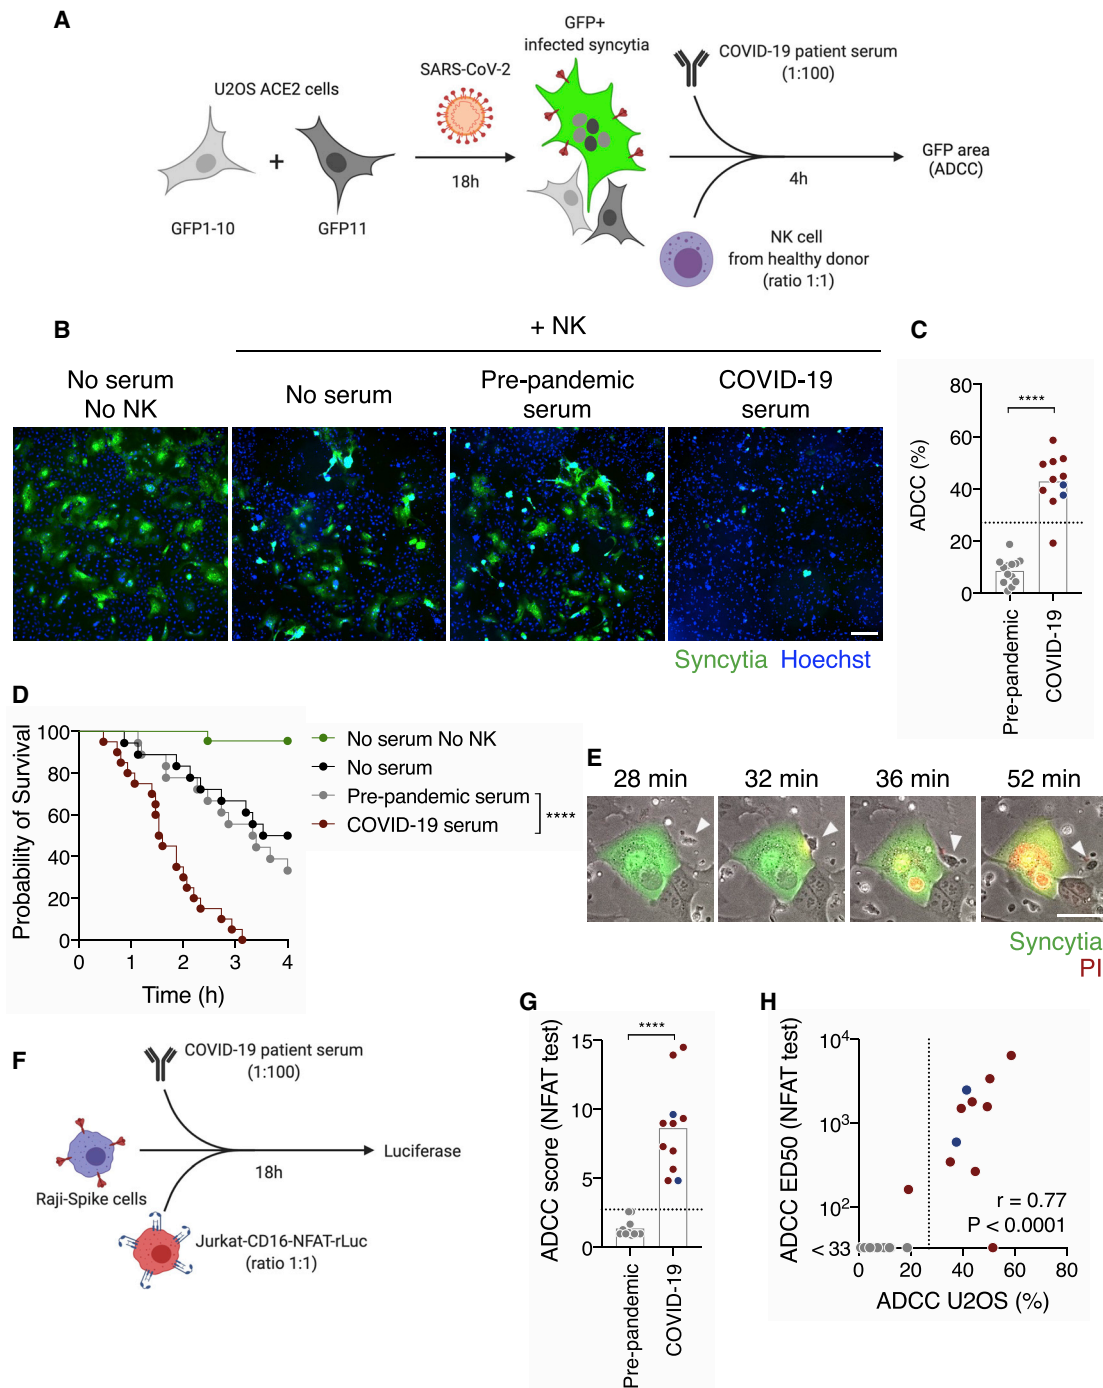 A
GFP+
infected syncytia
SARS-CoV-2
U2OS ACE2 cells
+
18h
GFP1-10
GFP11
COVID-19 patient serum
(1:100)
4h
GFP area
(ADCC)
NK cell
from healthy donor
(ratio 1:1)
B
+ NK
No serum
No NK
No serum
Pre-pandemic
serum
COVID-19
serum
Syncytia Hoechst
C
ADCC (%)
80
60
40
20
0
****
Pre-pandemic
COVID-19
D
Probability of Survival
100
80
60
40
20
0
0 1 2 3 4
Time (h)
No serum No NK
No serum
Pre-pandemic serum
COVID-19 serum
****
E
28 min 32 min 36 min 52 min
Syncytia
PI
F
COVID-19 patient serum
(1:100)
Raji-Spike cells
18h
Luciferase
Jurkat-CD16-NFAT-rLuc
(ratio 1:1)
G
ADCC score (NFAT test)
15
10
5
0
****
Pre-pandemic
COVID-19
H
ADCC ED50 (NFAT test)
10^4
10^3
10^2
< 33
r = 0.77
P < 0.0001
0 20 40 60 80
ADCC U2OS (%)